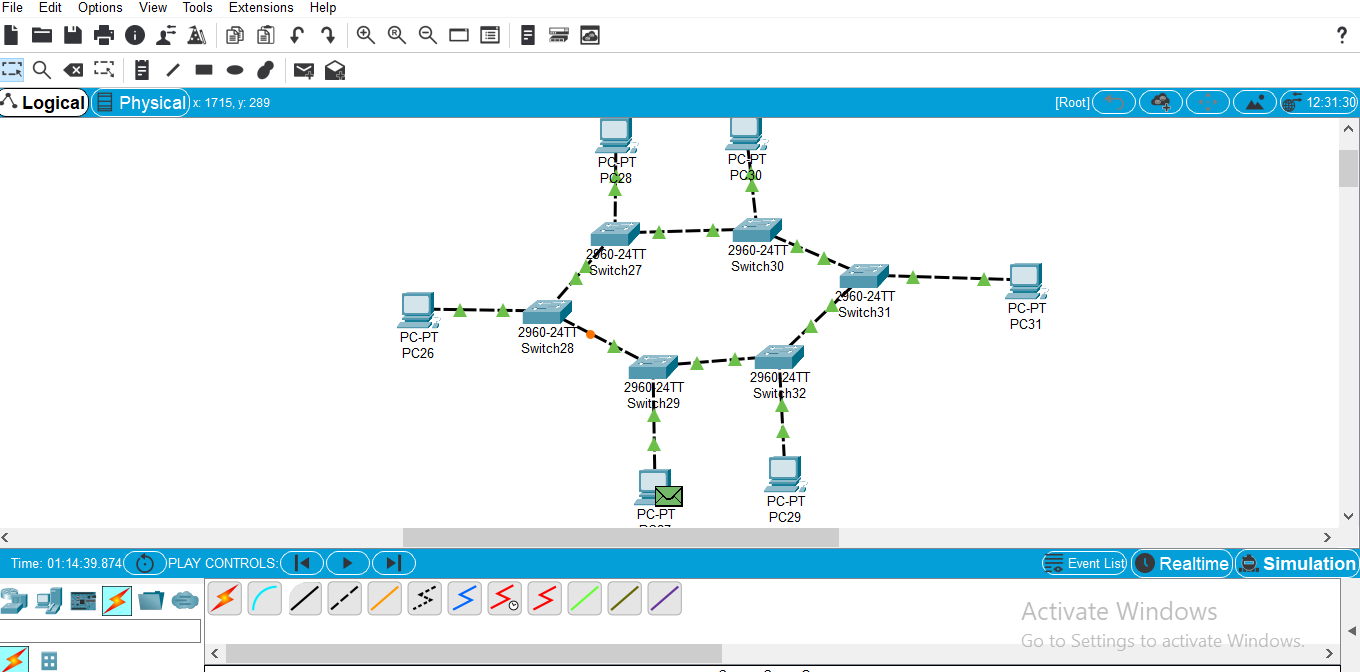 File Edit Options View Tools Extensions Help
?
Logical Physical x: 1715, y: 289 [Root] 12:31:30
PC-PT
PC28
PC-PT
PC30
2960-24TT
Switch27
2960-24TT
Switch30
2960-24TT
Switch31
PC-PT
PC31
PC-PT
PC26
2960-24TT
Switch28
2960-24TT
Switch29
2960-24TT
Switch32
PC-PT
PC-PT
PC29
Time: 01:14:39.874 PLAY CONTROLS: Event List Realtime Simulation
Activate Windows
Go to Settings to activate Windows.